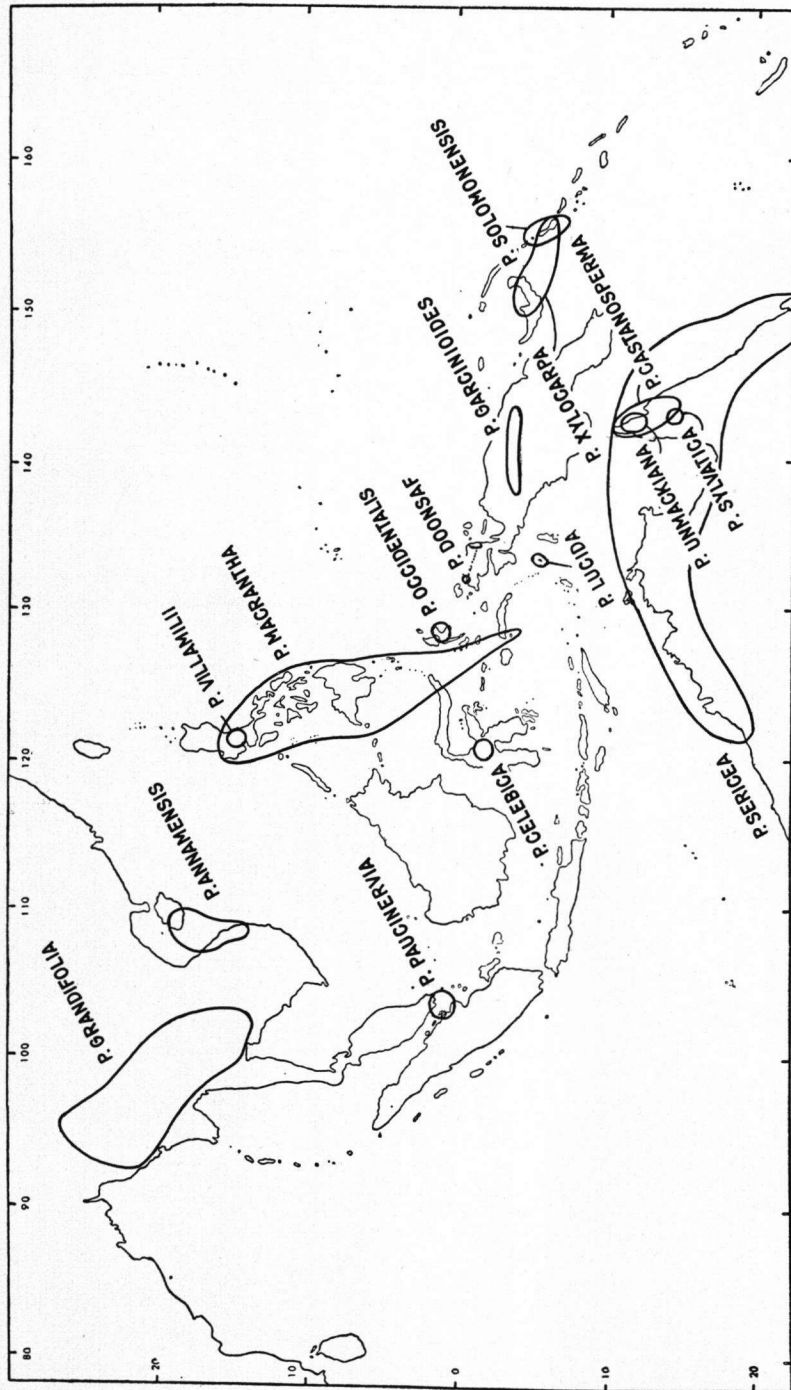 80
90
100
110
120
130
140
150
160
20
10
0
10
20
P. GRANDIFOLIA
P. ANNAMENSIS
P. VILLAMILII
P. MACRANTHA
P. PAUCINERVIA
P. CELEBICA
P. OCCIDENTALIS
P. DOONSAF
P. GARCINIOIDES
P. SOLOMONENSIS
P. XYLOCARPA
P. LUCIDA
P. CASTANOSPERMA
P. UNMACKIANA
P. SYLVATICA
P. SERICEA